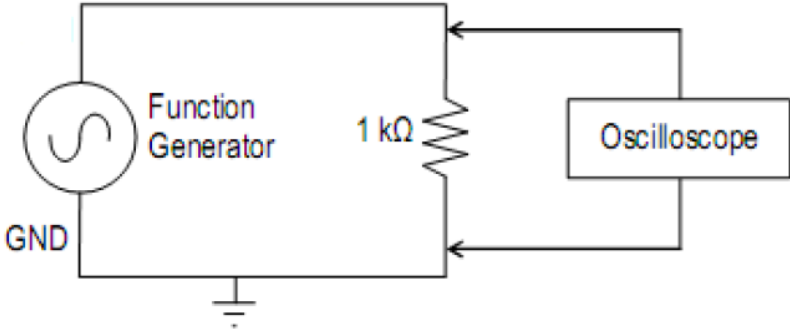 Function
Generator
1 kΩ
Oscilloscope
GND